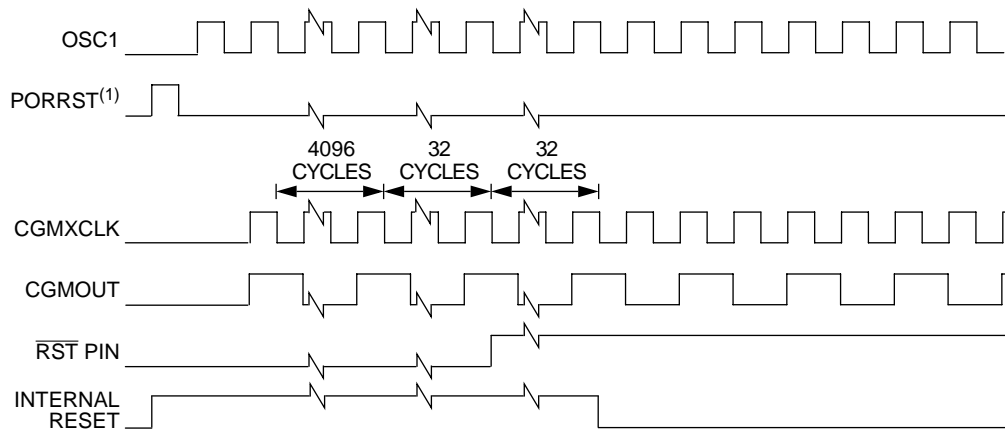 OSC1
PORRST(1)
4096
CYCLES
32
CYCLES
32
CYCLES
CGMXCLK
CGMOUT
RST PIN
INTERNAL
RESET